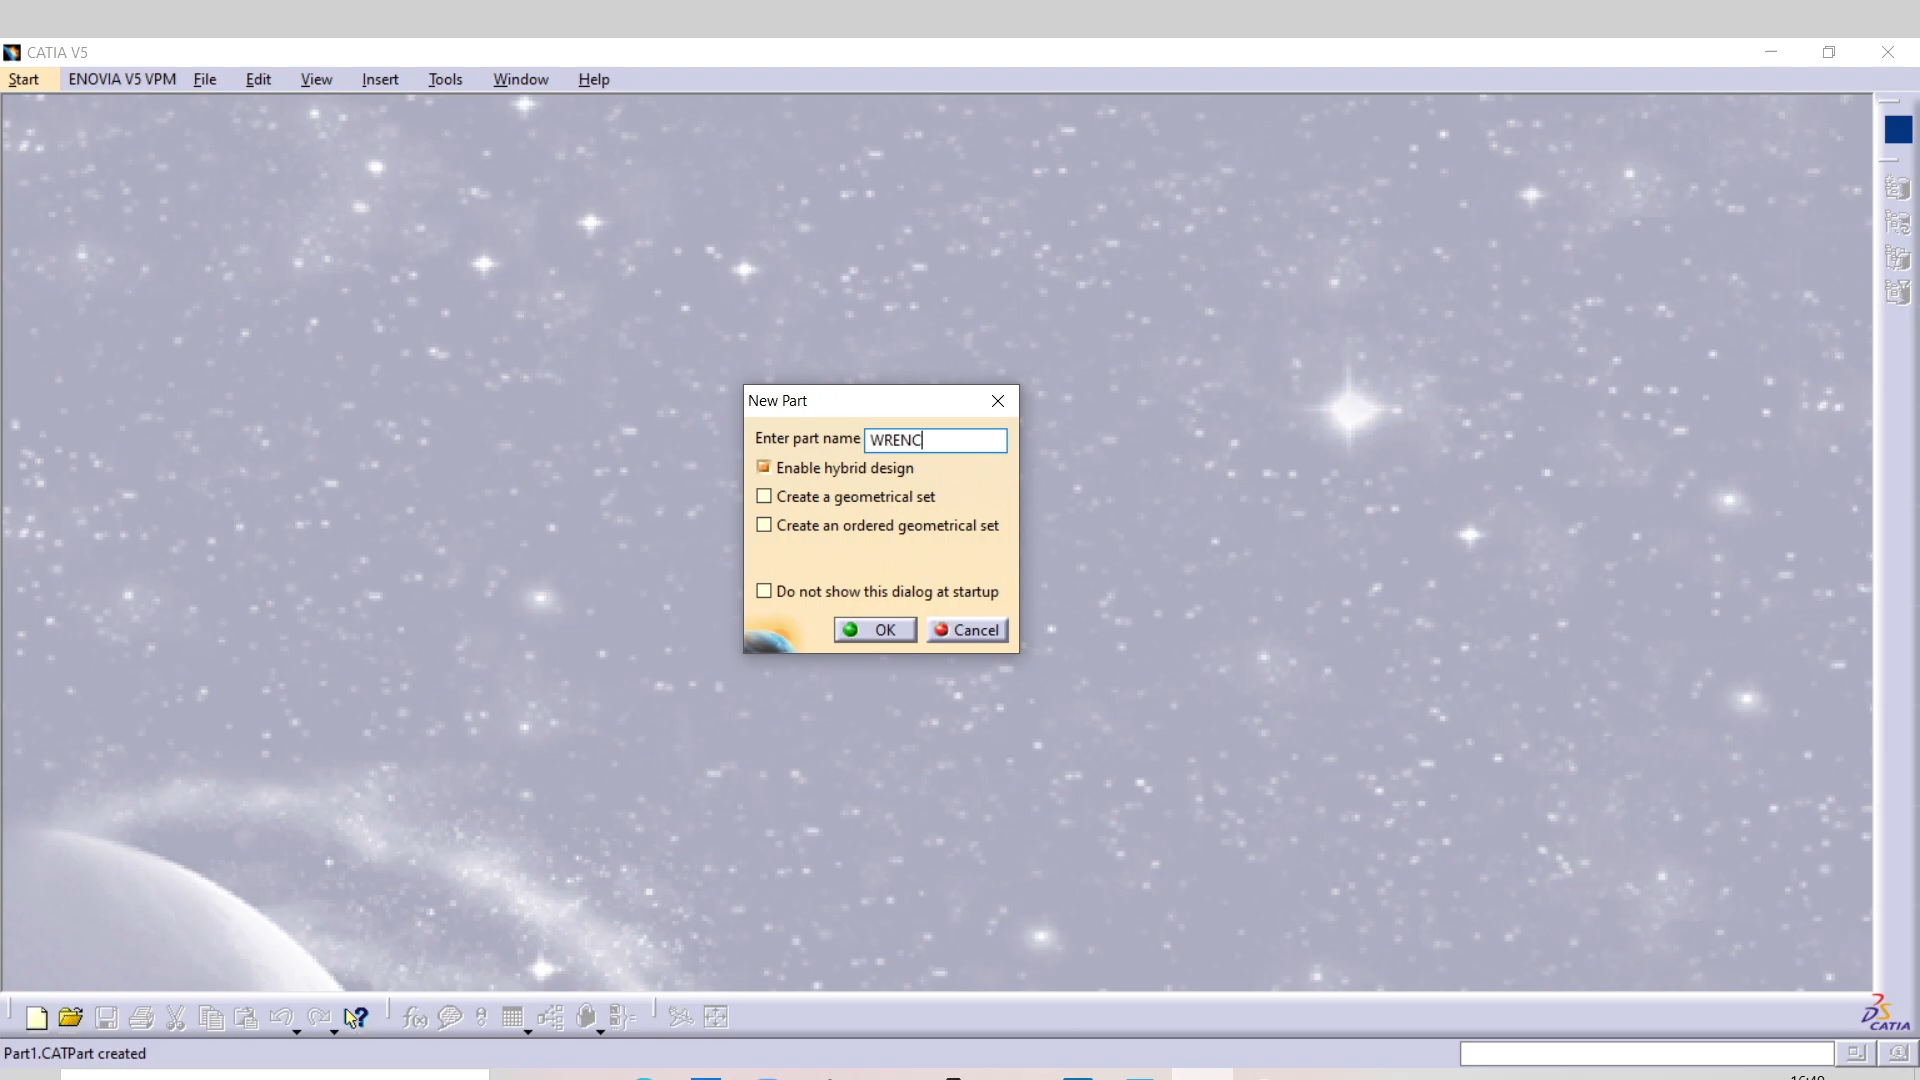 CATIA V5
Start ENOVIA V5 VPM File Edit View Insert Tools Window Help
New Part
Enter part name WRENC
Enable hybrid design
Create a geometrical set
Create an ordered geometrical set
Do not show this dialog at startup
OK Cancel
f(x)
DS CATIA
Part1.CATPart created